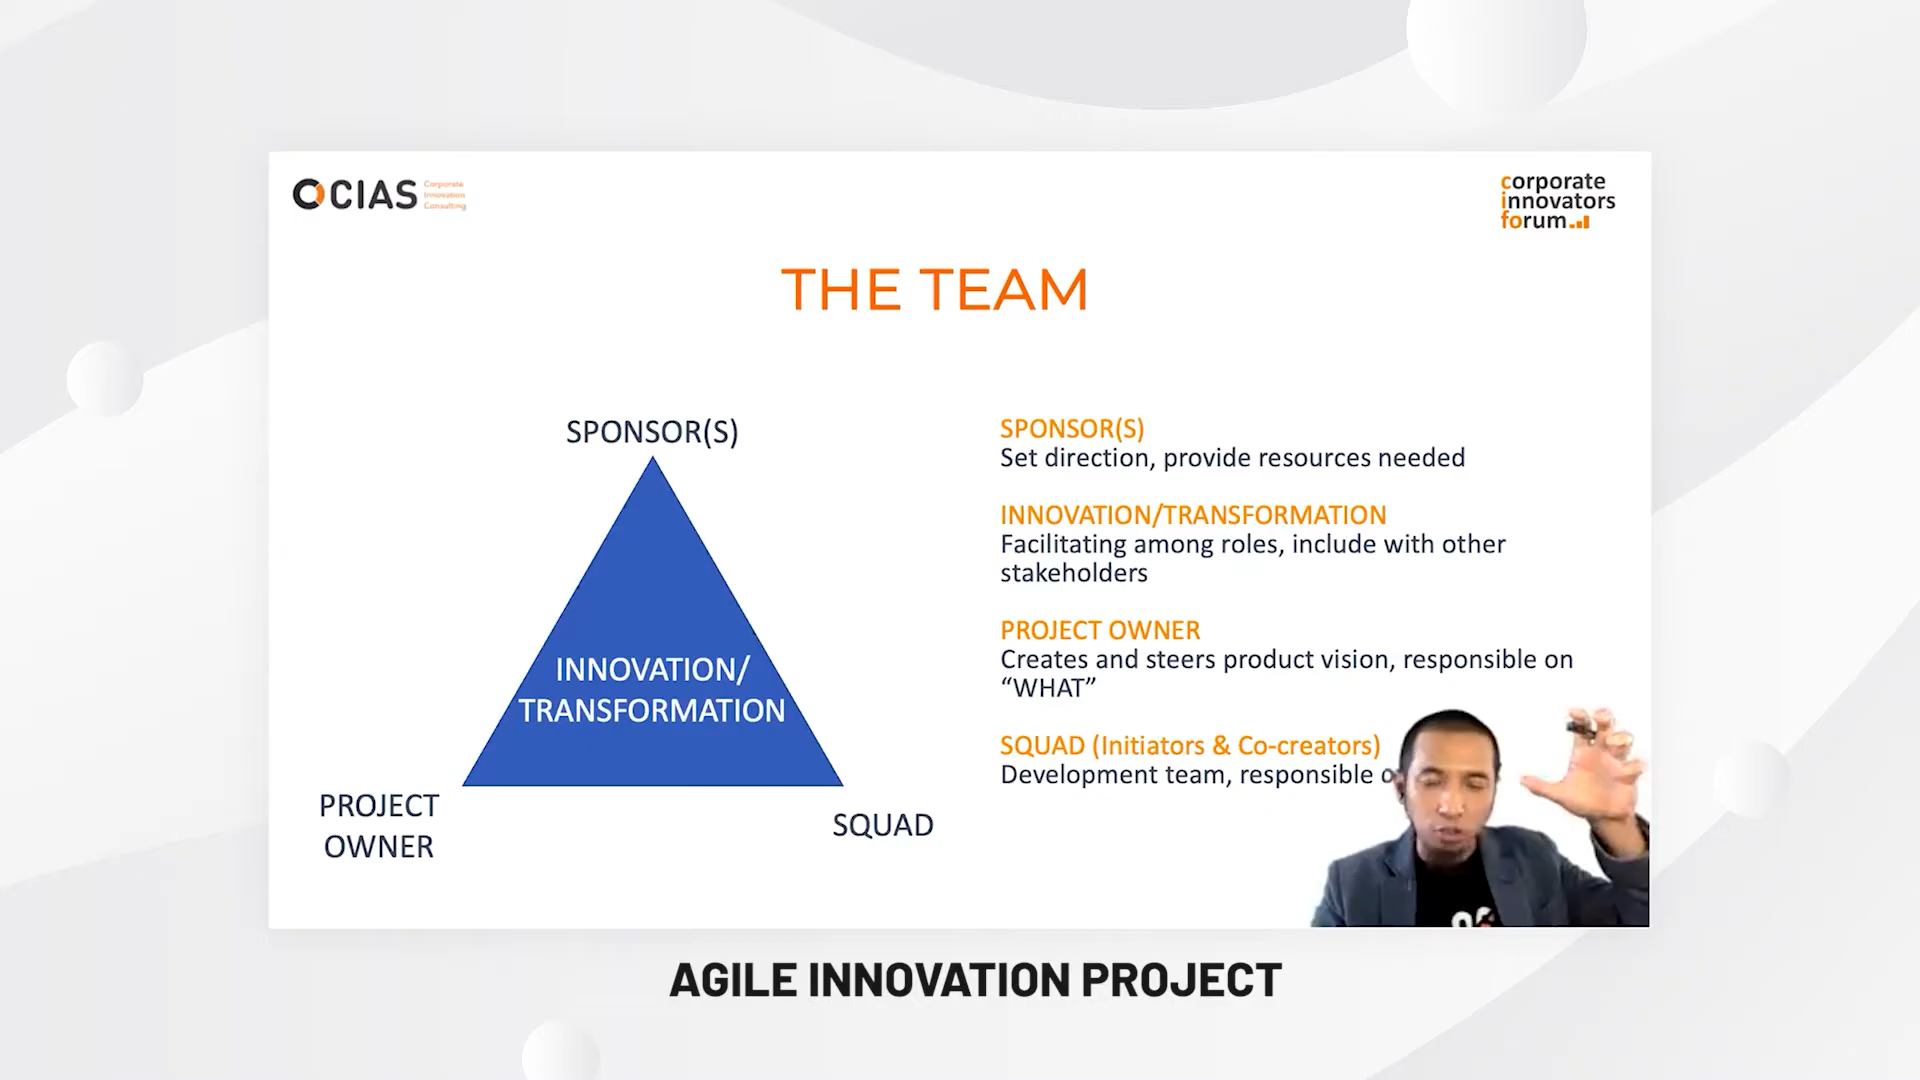 CIAS
Corporate
Innovation
Consulting
corporate
innovators
forum
THE TEAM
SPONSOR(S)
INNOVATION/
TRANSFORMATION
PROJECT
OWNER
SQUAD
SPONSOR(S)
Set direction, provide resources needed
INNOVATION/TRANSFORMATION
Facilitating among roles, include with other
stakeholders
PROJECT OWNER
Creates and steers product vision, responsible on
“WHAT”
SQUAD (Initiators & Co-creators)
Development team, responsible
AGILE INNOVATION PROJECT